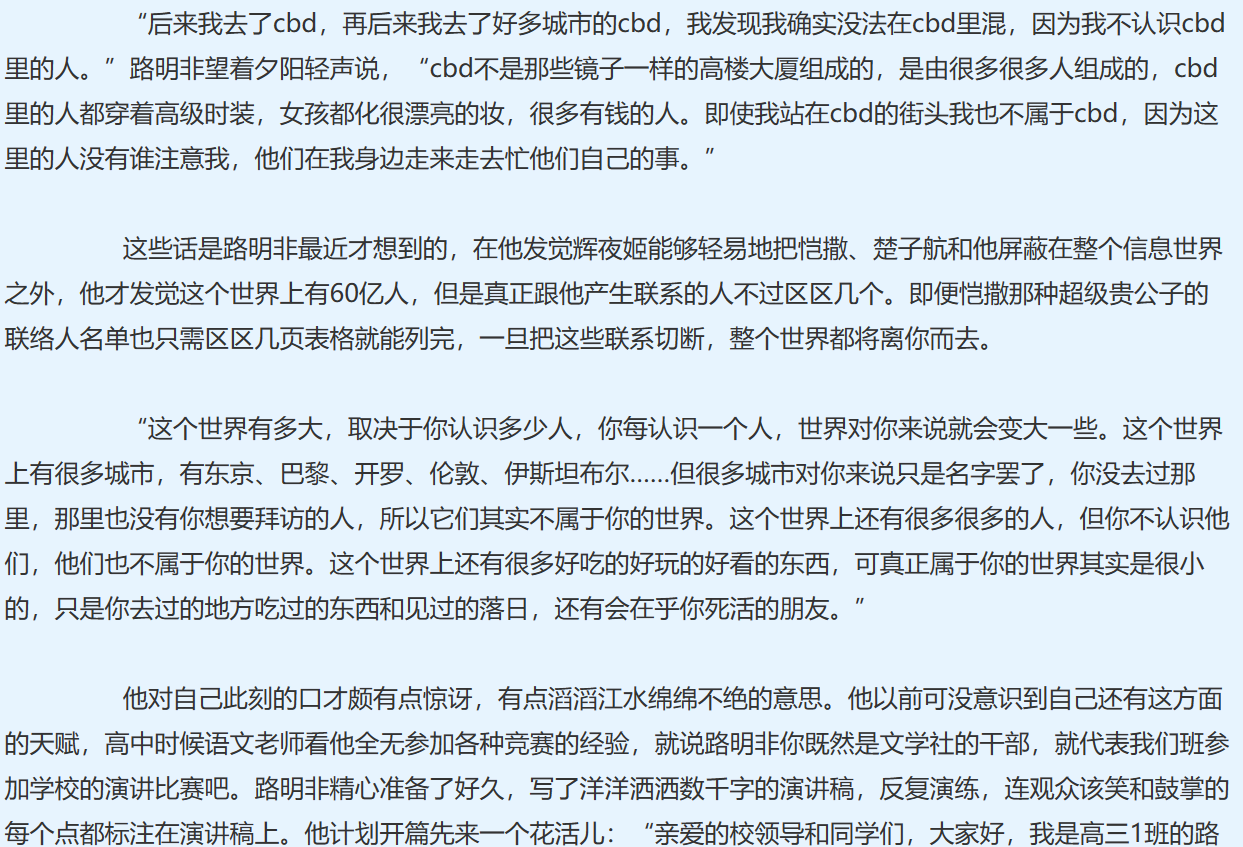 “后来我去了cbd，再后来我去了好多城市的cbd，我发现我确实没法在cbd里混，因为我不认识cbd
里的人。”路明非望着夕阳轻声说，“cbd不是那些镜子一样的高楼大厦组成的，是由很多很多人组成的，cbd
里的人都穿着高级时装，女孩都化很漂亮的妆，很多有钱的人。即使我站在cbd的街头我也不属于cbd，因为这
里的人没有谁注意我，他们在我身边走来走去忙他们自己的事。”
这些话是路明非最近才想到的，在他发觉辉夜姬能够轻易地把恺撒、楚子航和他屏蔽在整个信息世界
之外，他才发觉这个世界上有60亿人，但是真正跟他产生联系的人不过区区几个。即便恺撒那种超级贵公子的
联络人名单也只需区区几页表格就能列完，一旦把这些联系切断，整个世界都将离你而去。
“这个世界有多大，取决于你认识多少人，你每认识一个人，世界对你来说就会变大一些。这个世界
上有很多城市，有东京、巴黎、开罗、伦敦、伊斯坦布尔……但很多城市对你来说只是名字罢了，你没去过那
里，那里也没有你想要拜访的人，所以它们其实不属于你的世界。这个世界上还有很多很多的人，但你不认识他
们，他们也不属于你的世界。这个世界上还有很多好吃的好玩的好看的东西，可真正属于你的世界其实是很小
的，只是你去过的地方吃过的东西和见过的落日，还有会在乎你死活的朋友。”
他对自己此刻的口才颇有点惊讶，有点滔滔江水绵绵不绝的意思。他以前可没意识到自己还有这方面
的天赋，高中时候语文老师看他全无参加各种竞赛的经验，就说路明非你既然是文学社的干部，就代表我们班参
加学校的演讲比赛吧。路明非精心准备了好久，写了洋洋洒洒数千字的演讲稿，反复演练，连观众该笑和鼓掌的
每个点都标注在演讲稿上。他计划开篇先来一个花活儿：“亲爱的校领导和同学们，大家好，我是高三1班的路